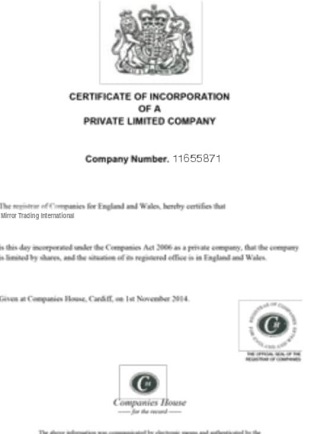 CERTIFICATE OF INCORPORATION
OF A
PRIVATE LIMITED COMPANY
Company Number. 11655871
The registrar of Companies for England and Wales, hereby certifies that
Mirror Trading International
is this day incorporated under the Companies Act 2006 as a private company, that the company
is limited by shares, and the situation of its registered office is in England and Wales.
Given at Companies House, Cardiff, on 1st November 2014.
THE OFFICIAL SEAL OF THE
REGISTRAR OF COMPANIES
Companies House
for the record
The above information was communicated by electronic means and authenticated by the